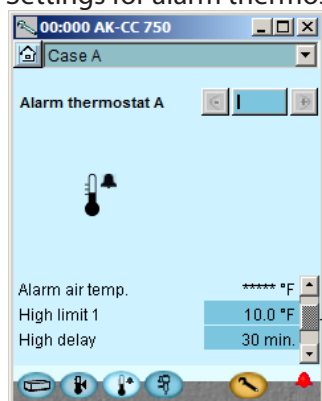 Settings for alarm thermos
00:000 AK-CC 750
Case A
Alarm thermostat A
Alarm air temp. ***** °F
High limit 1 10.0 °F
High delay 30 min.